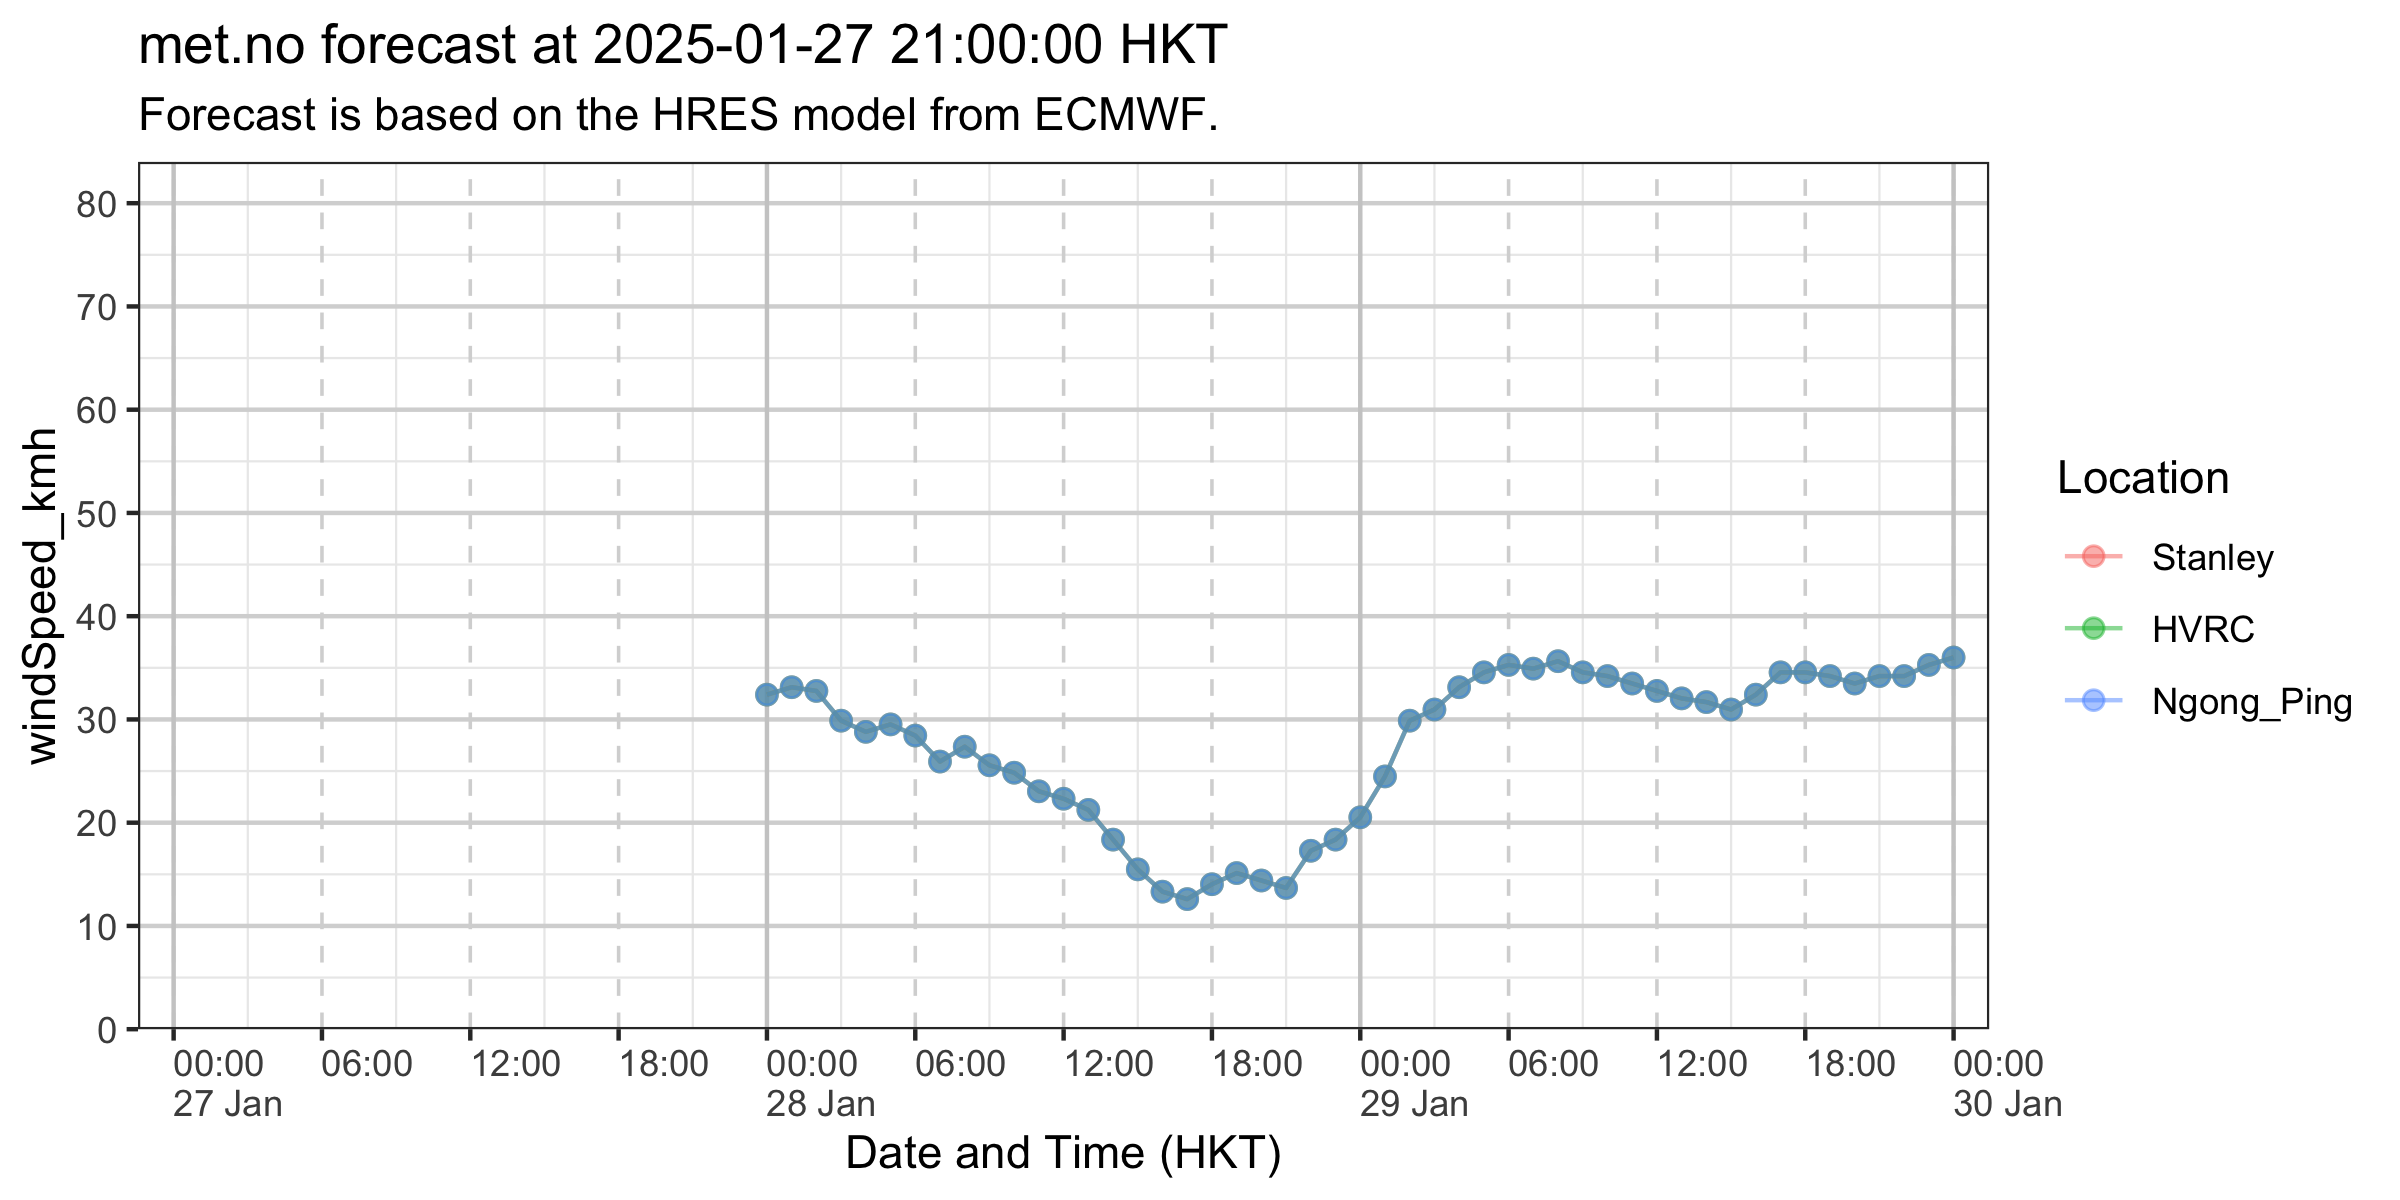 met.no forecast at 2025-01-27 21:00:00 HKT
Forecast is based on the HRES model from ECMWF.
windSpeed_kmh
80
70
60
50
40
30
20
10
0
00:00 06:00 12:00 18:00 00:00 06:00 12:00 18:00 00:00 06:00 12:00 18:00 00:00
27 Jan 28 Jan 29 Jan 30 Jan
Date and Time (HKT)
Location
Stanley
HVRC
Ngong_Ping